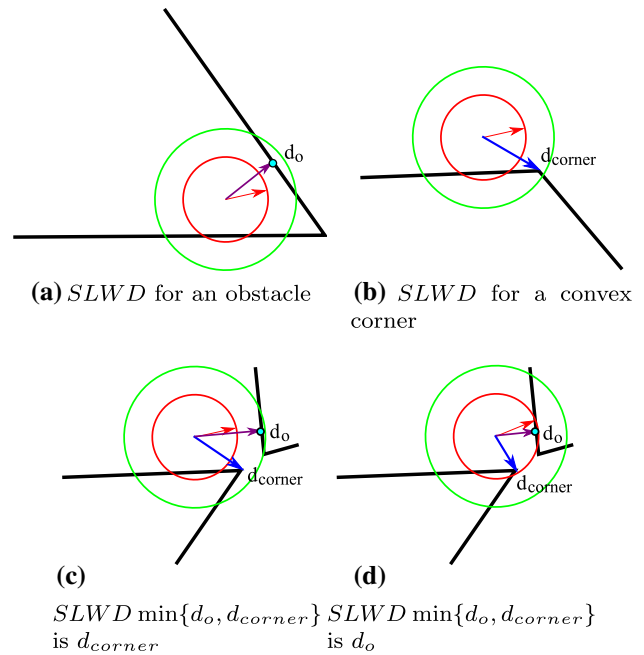 d_o
d_corner
(a) SLWD for an obstacle
(b) SLWD for a convex
corner
d_o
d_corner
d_o
d_corner
(c)
(d)
SLWD min{d_o, d_corner}
is d_corner
SLWD min{d_o, d_corner}
is d_o